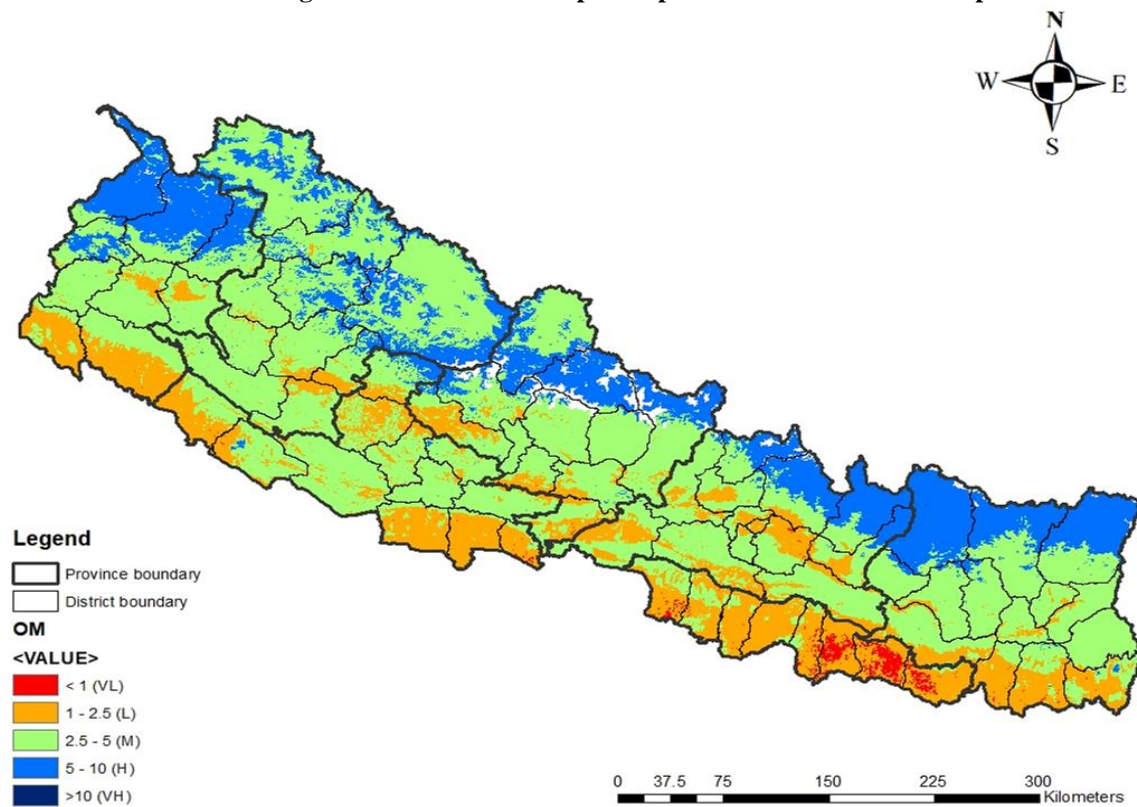 N
W E
S
Legend
Province boundary
District boundary
OM
<VALUE>
< 1 (VL)
1 - 2.5 (L)
2.5 - 5 (M)
5 - 10 (H)
>10 (VH)
0 37.5 75 150 225 300
Kilometers